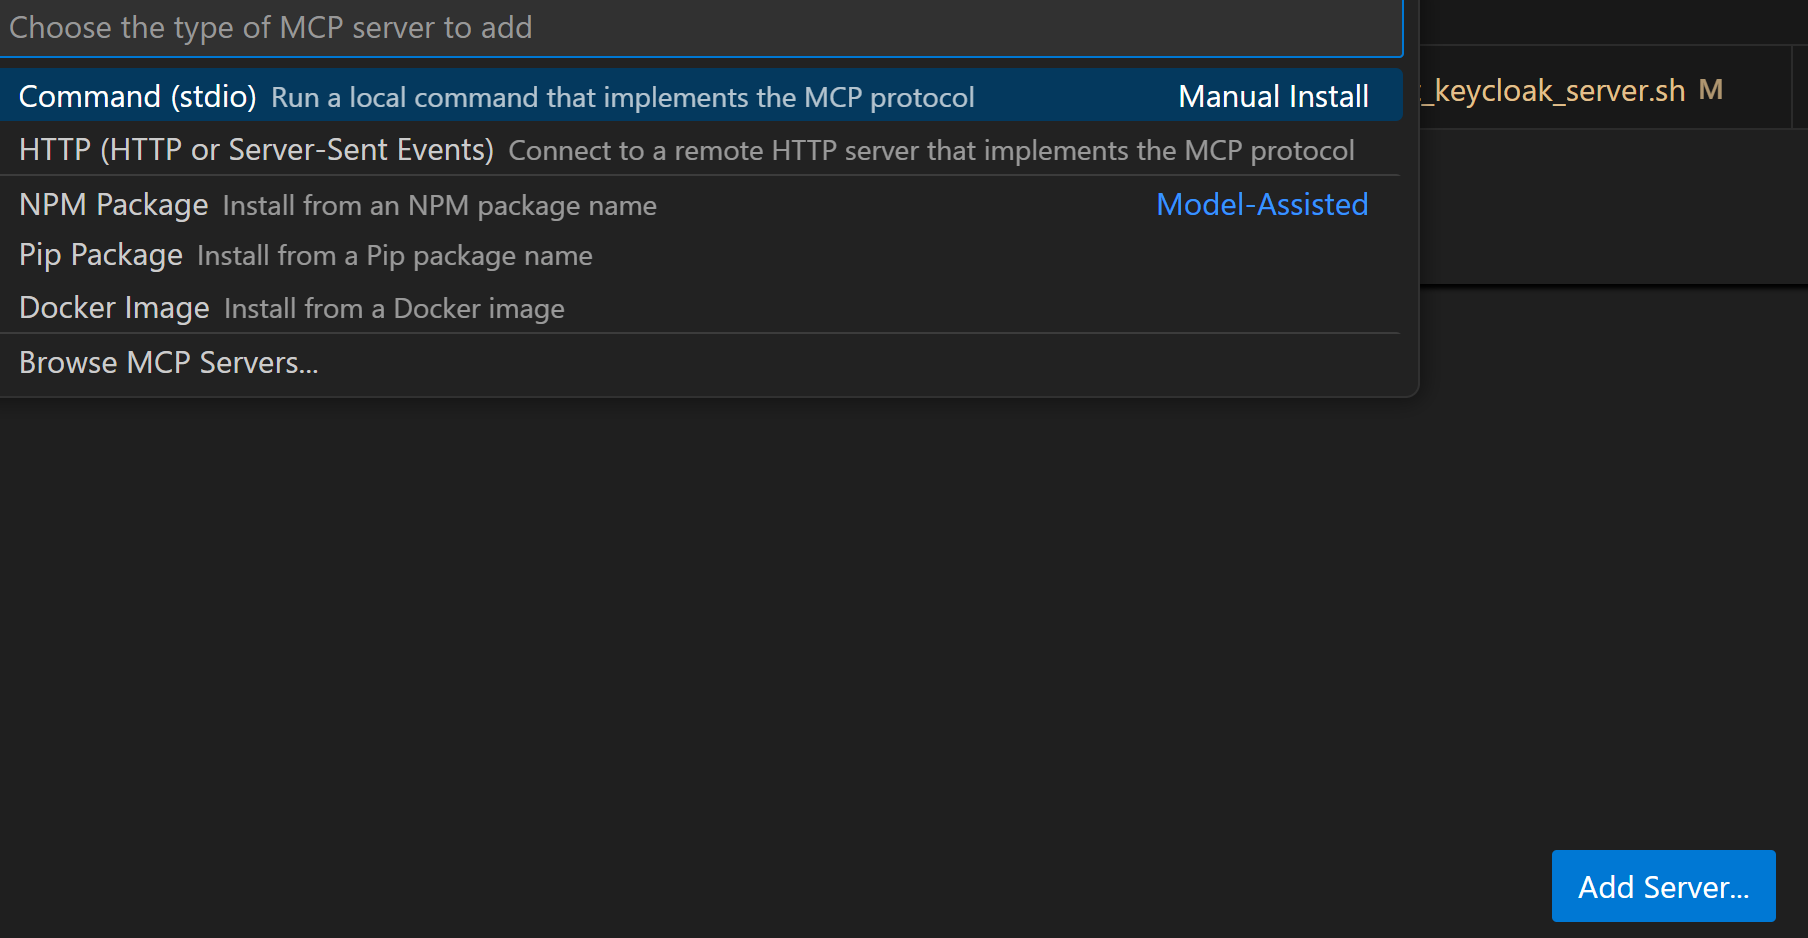 Choose the type of MCP server to add
Command (stdio) Run a local command that implements the MCP protocol Manual Install
HTTP (HTTP or Server-Sent Events) Connect to a remote HTTP server that implements the MCP protocol
NPM Package Install from an NPM package name Model-Assisted
Pip Package Install from a Pip package name
Docker Image Install from a Docker image
Browse MCP Servers...
_keycloak_server.sh M
Add Server...